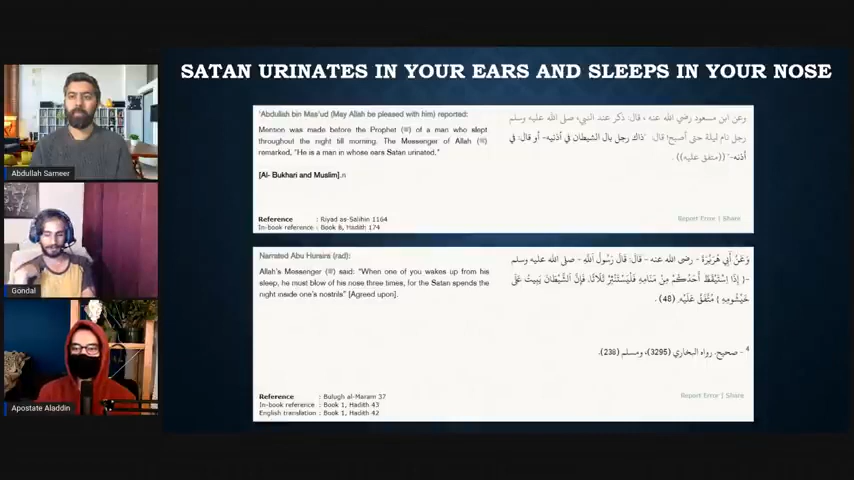 SATAN URINATES IN YOUR EARS AND SLEEPS IN YOUR NOSE
'Abdullah bin Mas'ud (May Allah be pleased with him) reported:
Mention was made before the Prophet (ﷺ) of a man who slept
throughout the night till morning. The Messenger of Allah (ﷺ)
remarked, "He is a man in whose ears Satan urinated."
[Al- Bukhari and Muslim].
وعن ابن مسعود رضي الله عنه ، قال: ذكر عند النبي، صلى الله عليه وسلم
رجل نام ليلة حتى أصبح! قال: "ذاك رجل بال الشيطان في أذنيه- أو قال: في
أذنه-" ((متفق عليه)) .
Reference : Riyad as-Salihin 1164
In-book reference : Book 8, Hadith 174
Report Error | Share
Narrated Abu Huraira (rad):
Allah's Messenger (ﷺ) said: "When one of you wakes up from his
sleep, he must blow of his nose three times, for the Satan spends the
night inside one's nostrils" [Agreed upon].
وَعَنْ أَبِي هُرَيْرَةَ - رضي الله عنه - قَالَ: قَالَ رَسُولُ اَللَّهِ - صلى الله عليه وسلم
-{ إِذَا اِسْتَيْقَظَ أَحَدُكُمْ مِنْ مَنَامِهِ فَلْيَسْتَنْثِرْ ثَلَاثًا, فَإِنَّ اَلشَّيْطَانَ يَبِيتُ عَلَى
خَيْشُومِهِ } مُتَّفَقٌ عَلَيْهِ (48) .
4 - صحيح. رواه البخاري (3295)، ومسلم (238).
Reference : Bulugh al-Maram 37
In-book reference : Book 1, Hadith 43
English translation : Book 1, Hadith 42
Report Error | Share
Abdullah Sameer
Gondal
Apostate Aladdin